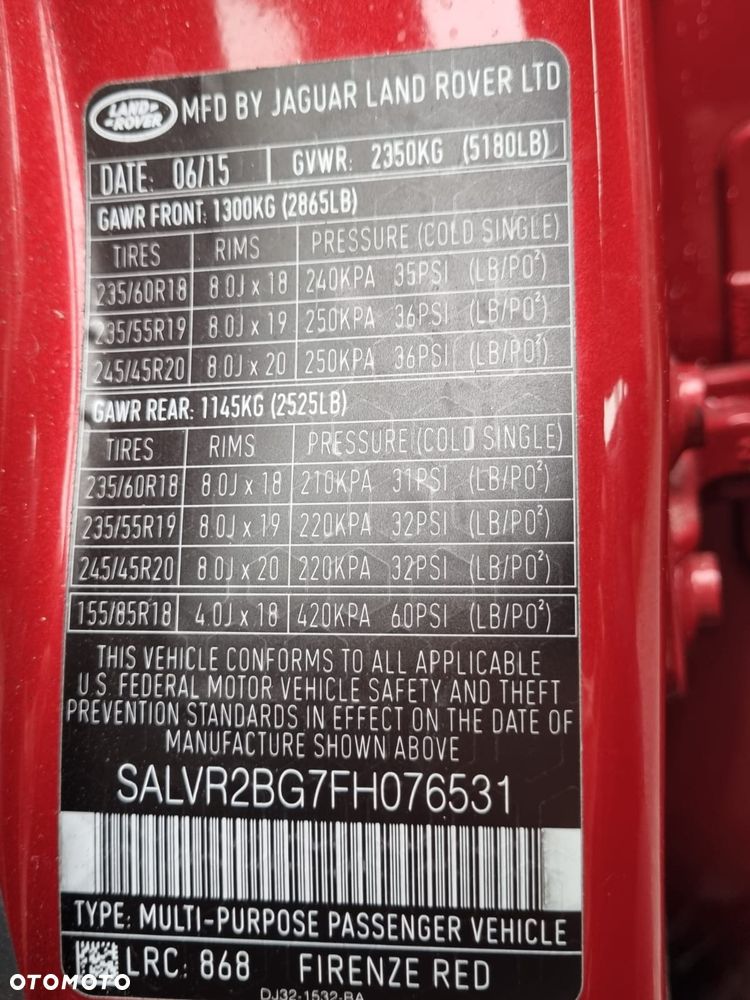 LAND ROVER MFD BY JAGUAR LAND ROVER LTD
DATE: 06/15 GVWR: 2350KG (5180LB)
GAWR FRONT: 1300KG (2865LB)
TIRES RIMS PRESSURE (COLD SINGLE)
235/60R18 8.0J x 18 240KPA 35PSI (LB/PO²)
235/55R19 8.0J x 19 250KPA 36PSI (LB/PO²)
245/45R20 8.0J x 20 250KPA 36PSI (LB/PO²)
GAWR REAR: 1145KG (2525LB)
TIRES RIMS PRESSURE (COLD SINGLE)
235/60R18 8.0J x 18 210KPA 31PSI (LB/PO²)
235/55R19 8.0J x 19 220KPA 32PSI (LB/PO²)
245/45R20 8.0J x 20 220KPA 32PSI (LB/PO²)
155/85R18 4.0J x 18 420KPA 60PSI (LB/PO²)
THIS VEHICLE CONFORMS TO ALL APPLICABLE
U.S. FEDERAL MOTOR VEHICLE SAFETY AND THEFT
PREVENTION STANDARDS IN EFFECT ON THE DATE OF
MANUFACTURE SHOWN ABOVE
SALVR2BG7FH076531
TYPE: MULTI-PURPOSE PASSENGER VEHICLE
LRC: 868 FIRENZE RED
DJ32-1532-BA
OTOMOTO